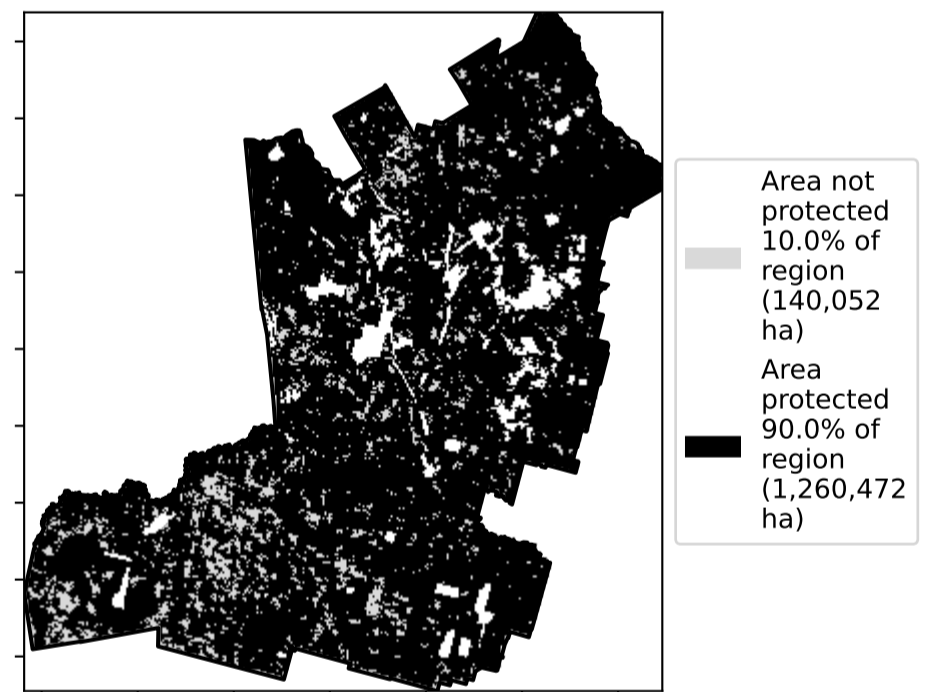 Area not
protected
10.0% of
region
(140,052
ha)
Area
protected
90.0% of
region
(1,260,472
ha)